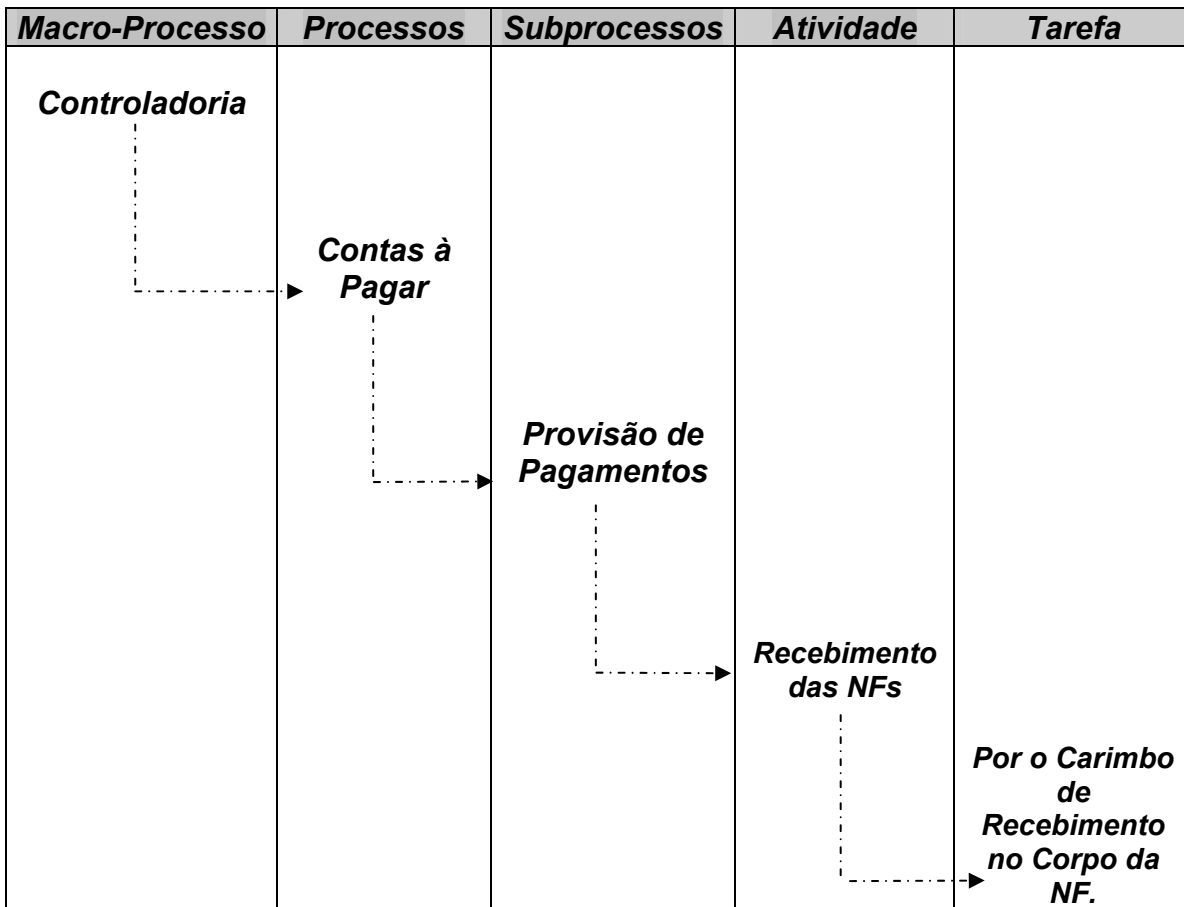 Macro-Processo Processos Subprocessos Atividade Tarefa
Controladoria
Contas à
Pagar
Provisão de
Pagamentos
Recebimento
das NFs
Por o Carimbo
de
Recebimento
no Corpo da
NF.